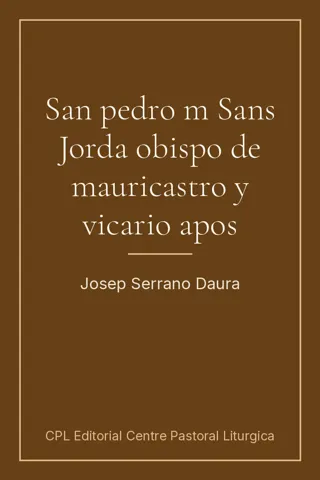 San pedro m Sans
Jorda obispo de
mauricastro y
vicario apos
Josep Serrano Daura
CPL Editorial Centre Pastoral Liturgica